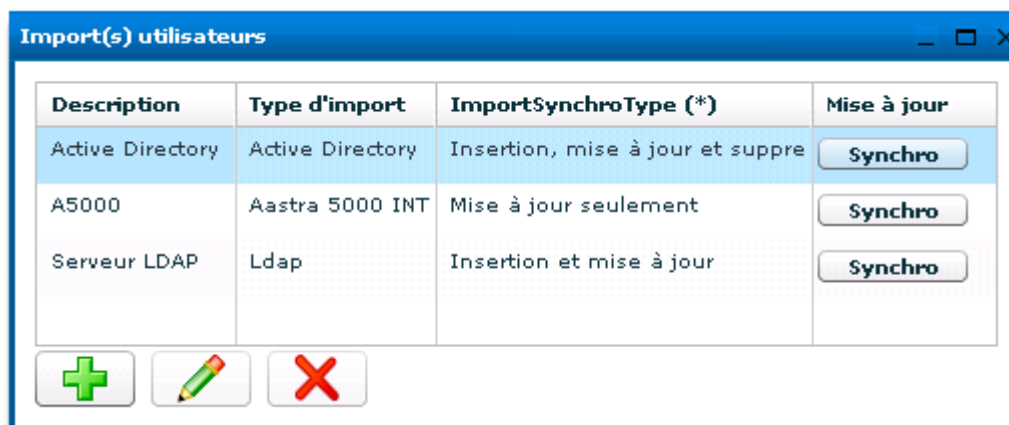 Import(s) utilisateurs
Description Type d'import ImportSynchroType (*) Mise à jour
Active Directory Active Directory Insertion, mise à jour et suppre Synchro
A5000 Aastra 5000 INT Mise à jour seulement Synchro
Serveur LDAP Ldap Insertion et mise à jour Synchro